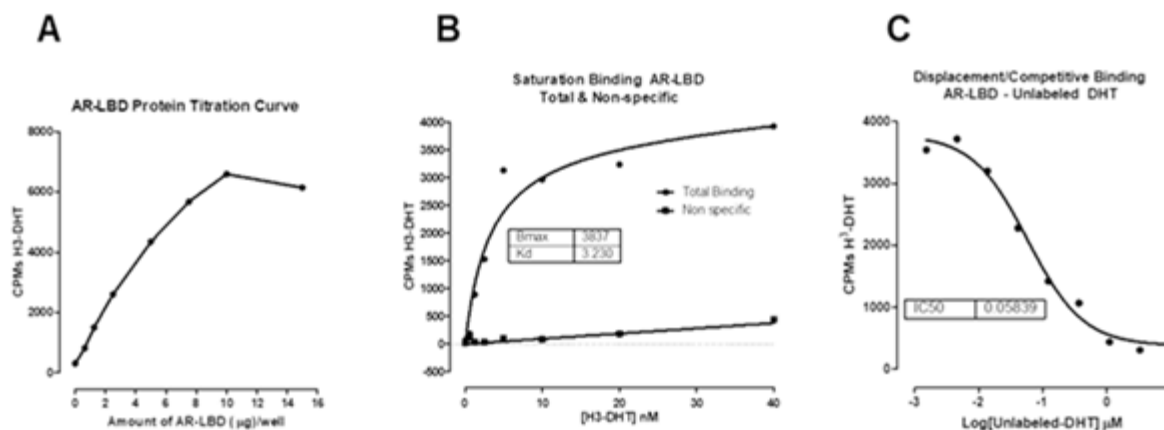 A
B
C
AR-LBD Protein Titration Curve
8000
6000
4000
2000
0
CPMs H3-DHT
0 2 4 6 8 10 12 14 16
Amount of AR-LBD (μg)/well
Saturation Binding AR-LBD
Total & Non-specific
4000
3500
3000
2500
2000
1500
1000
500
0
-500
CPMs H3-DHT
Total Binding
Non specific
Bmax 3837
Kd 3.230
0 10 20 30 40
[H3-DHT] nM
Displacement/Competitive Binding
AR-LBD - Unlabeled DHT
4000
3000
2000
1000
0
CPMs H³-DHT
IC50 0.05839
-3 -2 -1 0 1
Log[Unlabeled-DHT] μM